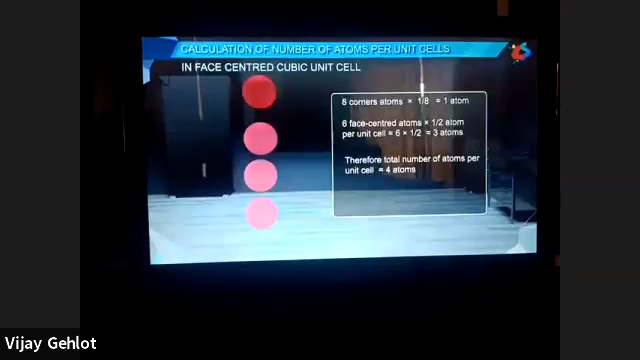 CALCULATION OF NUMBER OF ATOMS PER UNIT CELLS
IN FACE CENTRED CUBIC UNIT CELL
8 corners atoms × 1/8 = 1 atom
6 face-centred atoms × 1/2 atom
per unit cell = 6 × 1/2 = 3 atoms
Therefore total number of atoms per
unit cell = 4 atoms
Vijay Gehlot